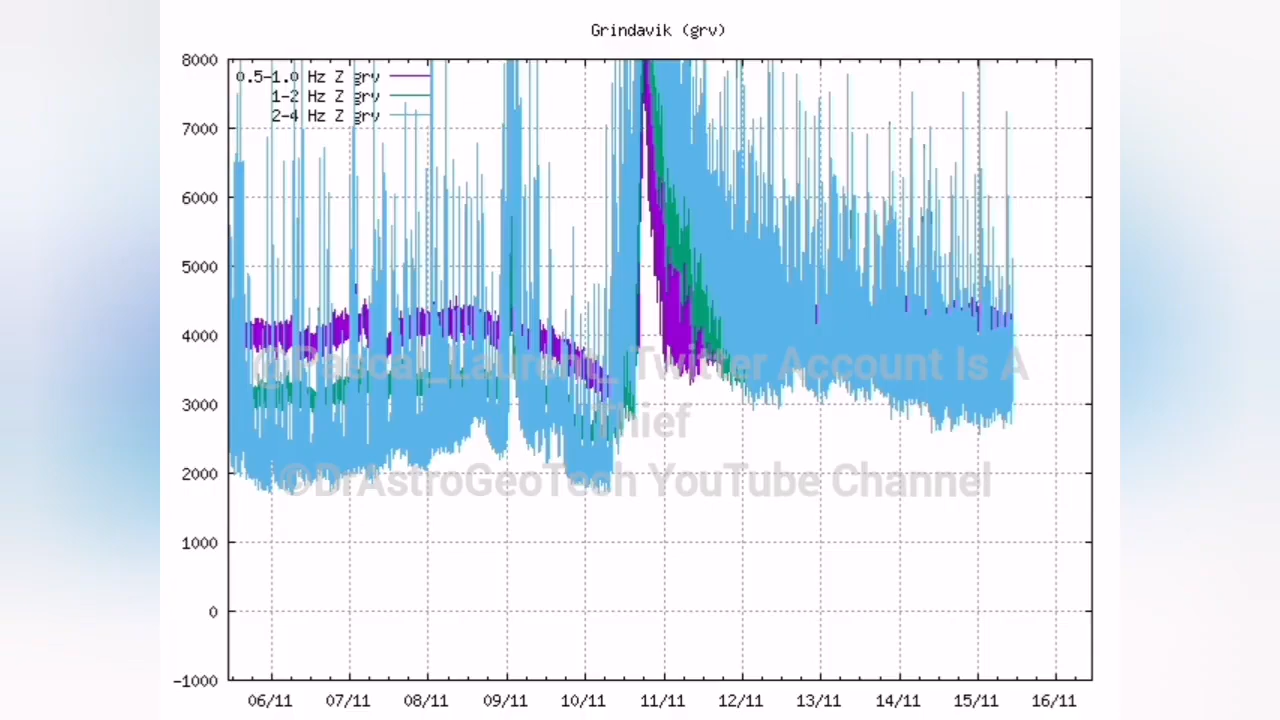 Grindavik (grv)
8000
0.5-1.0 Hz Z grv
1-2 Hz Z grv
2-4 Hz Z grv
7000
6000
5000
4000
@Pascal_Laurent_ Twitter Account Is A
3000
Thief
2000
©DrAstroGeoTech YouTube Channel
1000
0
-1000
06/11 07/11 08/11 09/11 10/11 11/11 12/11 13/11 14/11 15/11 16/11